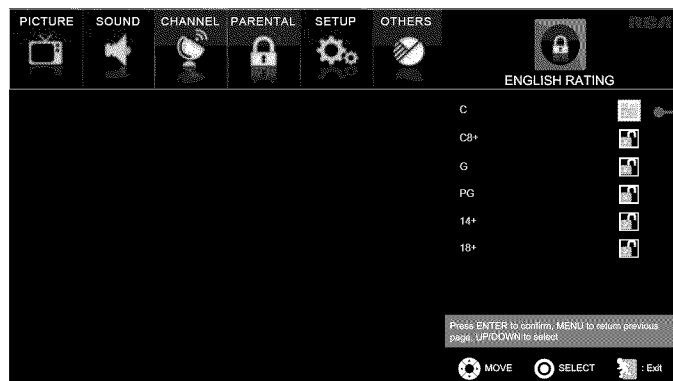 PICTURE SOUND CHANNEL PARENTAL SETUP OTHERS
RCA
ENGLISH RATING
C
C8+
G
PG
14+
18+
Press ENTER to confirm, MENU to return previous
page, UP/DOWN to select
MOVE SELECT : Exit